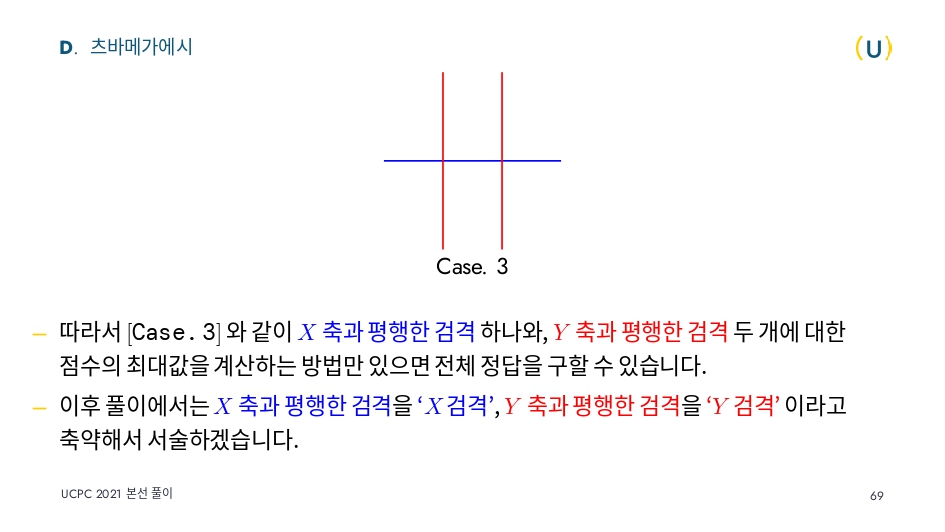 D. 츠바메가에시
(U)
Case. 3
– 따라서 [Case.3] 와 같이 X 축과 평행한 검격 하나와, Y 축과 평행한 검격 두 개에 대한
점수의 최대값을 계산하는 방법만 있으면 전체 정답을 구할 수 있습니다.
– 이후 풀이에서는 X 축과 평행한 검격을 ‘X 검격’, Y 축과 평행한 검격을 ‘Y 검격’ 이라고
축약해서 서술하겠습니다.
UCPC 2021 본선 풀이
69